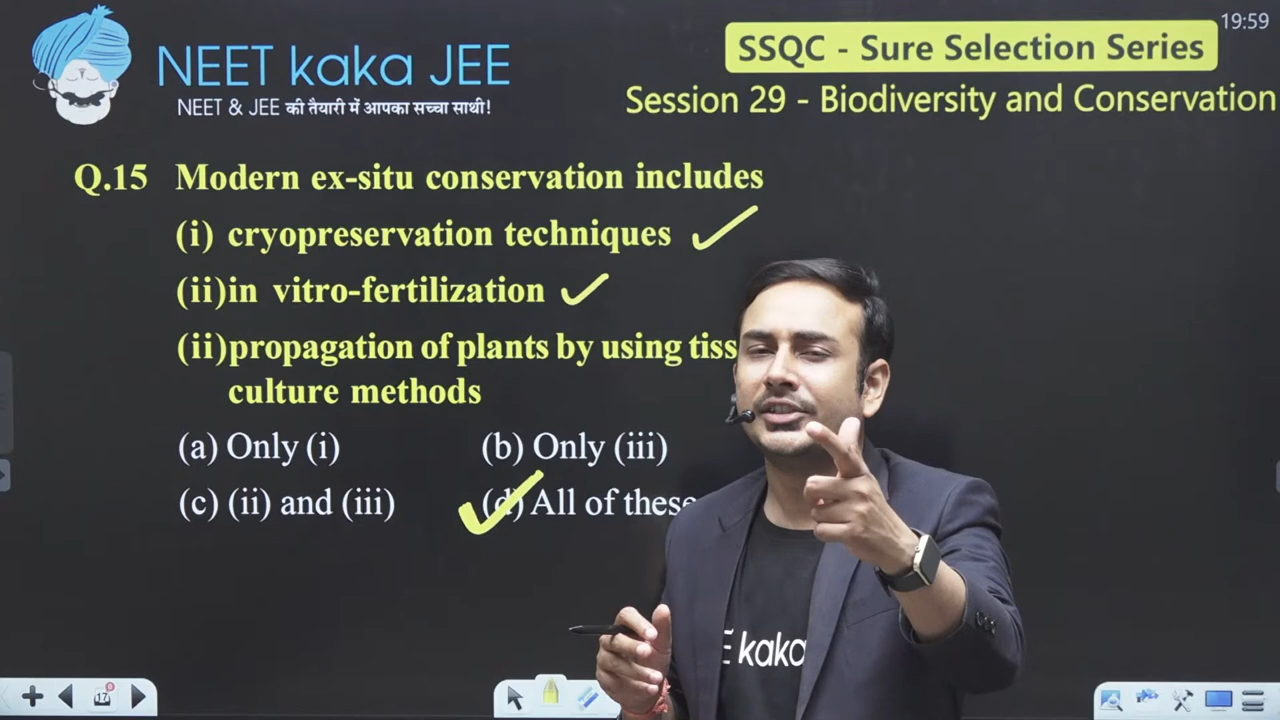 19:59
NEET kaka JEE
NEET & JEE की तैयारी में आपका सच्चा साथी!
SSQC - Sure Selection Series
Session 29 - Biodiversity and Conservation
Q.15 Modern ex-situ conservation includes
(i) cryopreservation techniques
(ii) in vitro-fertilization
(ii) propagation of plants by using tiss
culture methods
(a) Only (i) (b) Only (iii)
(c) (ii) and (iii) (d) All of these
E kaka
17